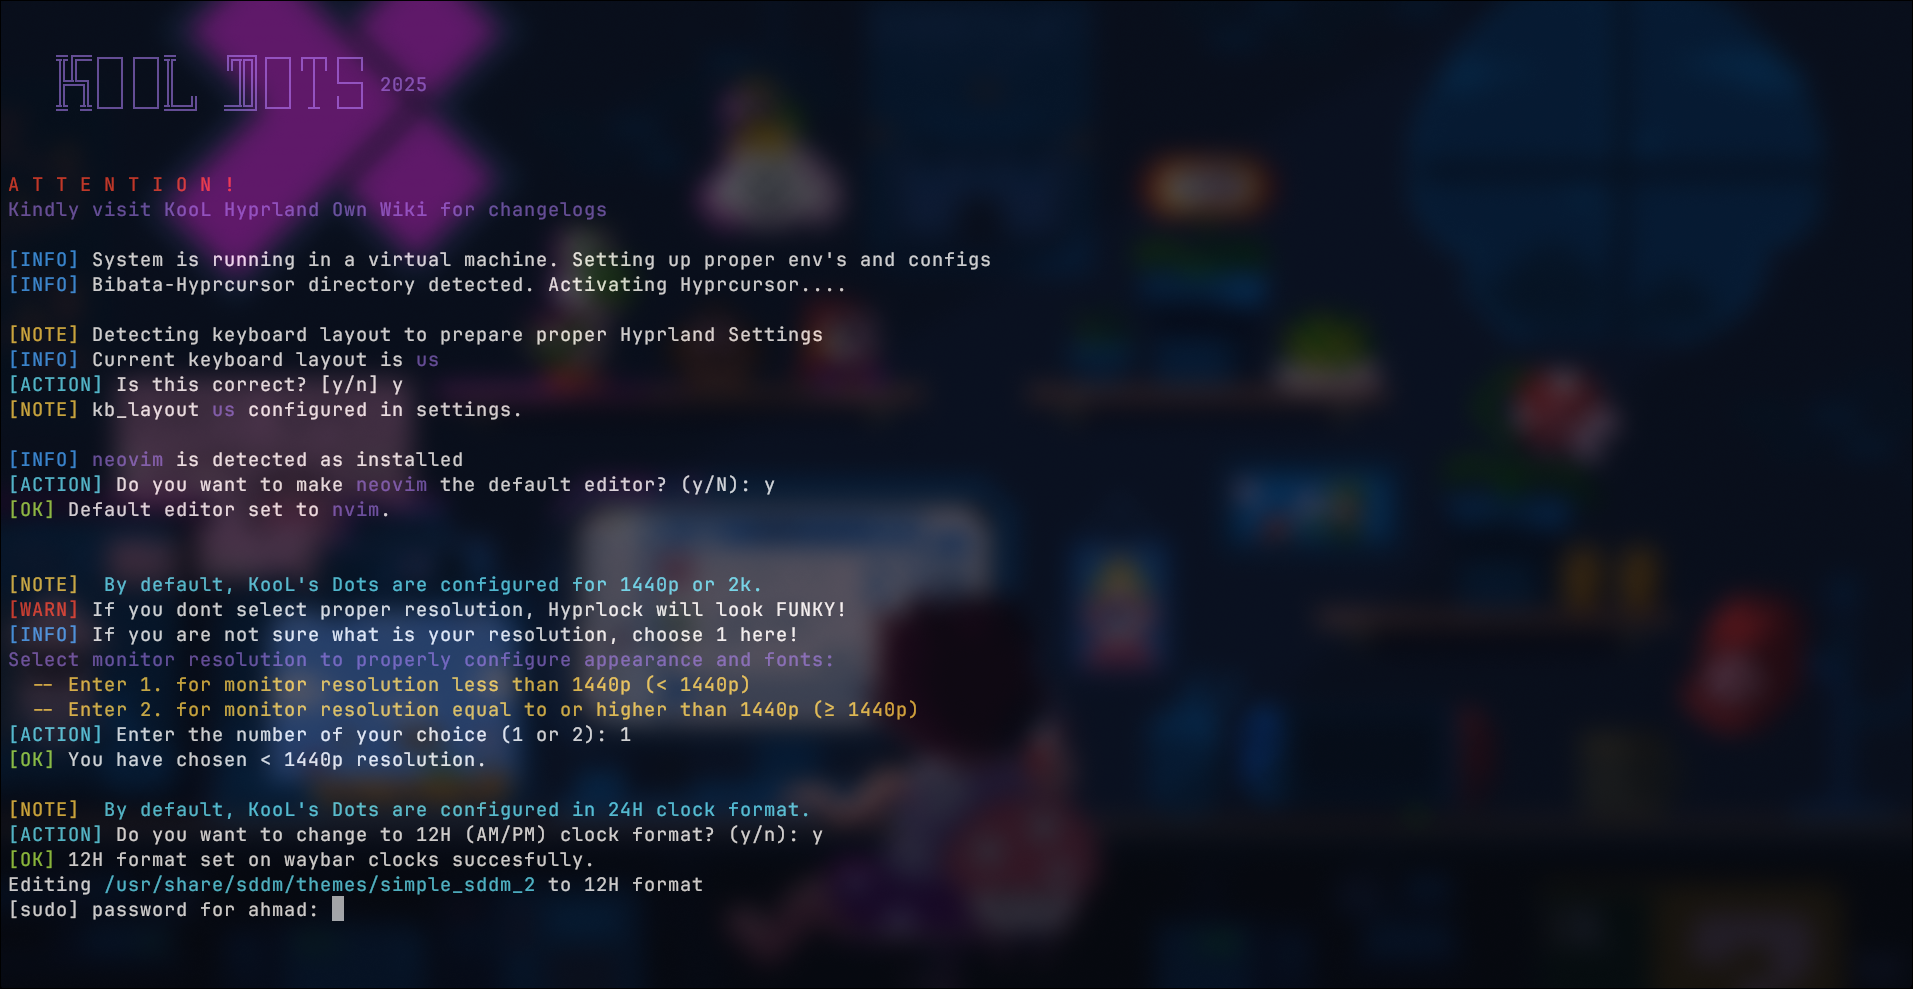 KOOL DOTS 2025
A T T E N T I O N !
Kindly visit KooL Hyprland Own Wiki for changelogs
[INFO] System is running in a virtual machine. Setting up proper env's and configs
[INFO] Bibata-Hyprcursor directory detected. Activating Hyprcursor....
[NOTE] Detecting keyboard layout to prepare proper Hyprland Settings
[INFO] Current keyboard layout is us
[ACTION] Is this correct? [y/n] y
[NOTE] kb_layout us configured in settings.
[INFO] neovim is detected as installed
[ACTION] Do you want to make neovim the default editor? (y/N): y
[OK] Default editor set to nvim.
[NOTE]  By default, KooL's Dots are configured for 1440p or 2k.
[WARN] If you dont select proper resolution, Hyprlock will look FUNKY!
[INFO] If you are not sure what is your resolution, choose 1 here!
Select monitor resolution to properly configure appearance and fonts:
  -- Enter 1. for monitor resolution less than 1440p (< 1440p)
  -- Enter 2. for monitor resolution equal to or higher than 1440p (≥ 1440p)
[ACTION] Enter the number of your choice (1 or 2): 1
[OK] You have chosen < 1440p resolution.
[NOTE]  By default, KooL's Dots are configured in 24H clock format.
[ACTION] Do you want to change to 12H (AM/PM) clock format? (y/n): y
[OK] 12H format set on waybar clocks succesfully.
Editing /usr/share/sddm/themes/simple_sddm_2 to 12H format
[sudo] password for ahmad: